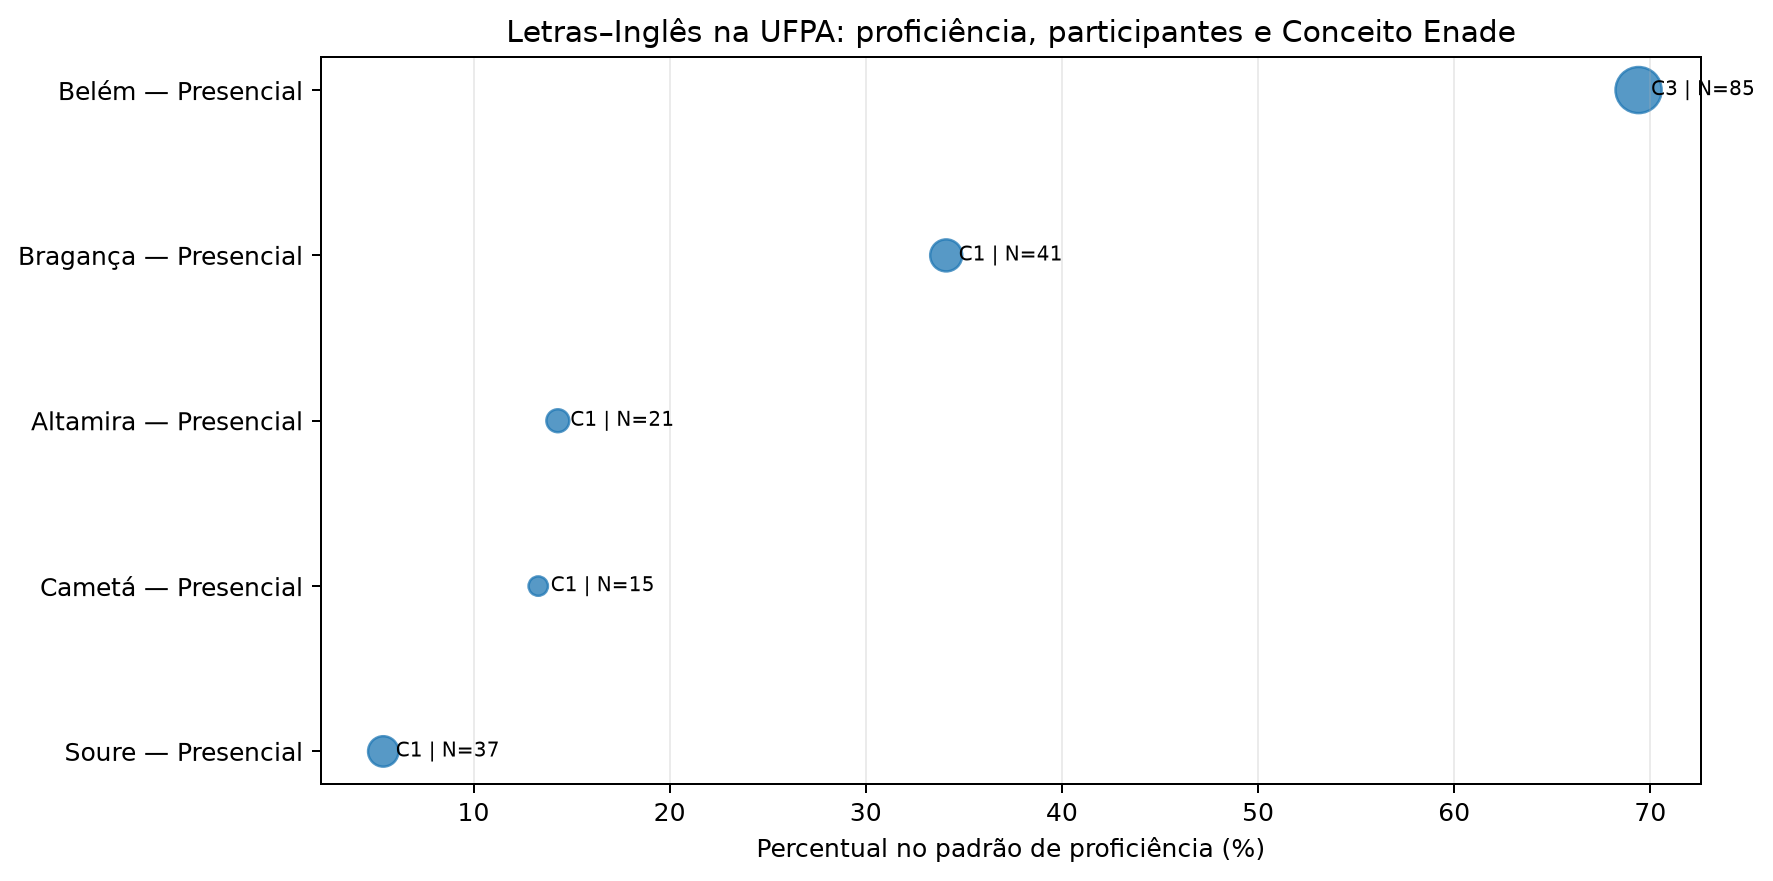 Letras–Inglês na UFPA: proficiência, participantes e Conceito Enade
Belém — Presencial
C3 | N=85
Bragança — Presencial
C1 | N=41
Altamira — Presencial
C1 | N=21
Cametá — Presencial
C1 | N=15
Soure — Presencial
C1 | N=37
10 20 30 40 50 60 70
Percentual no padrão de proficiência (%)